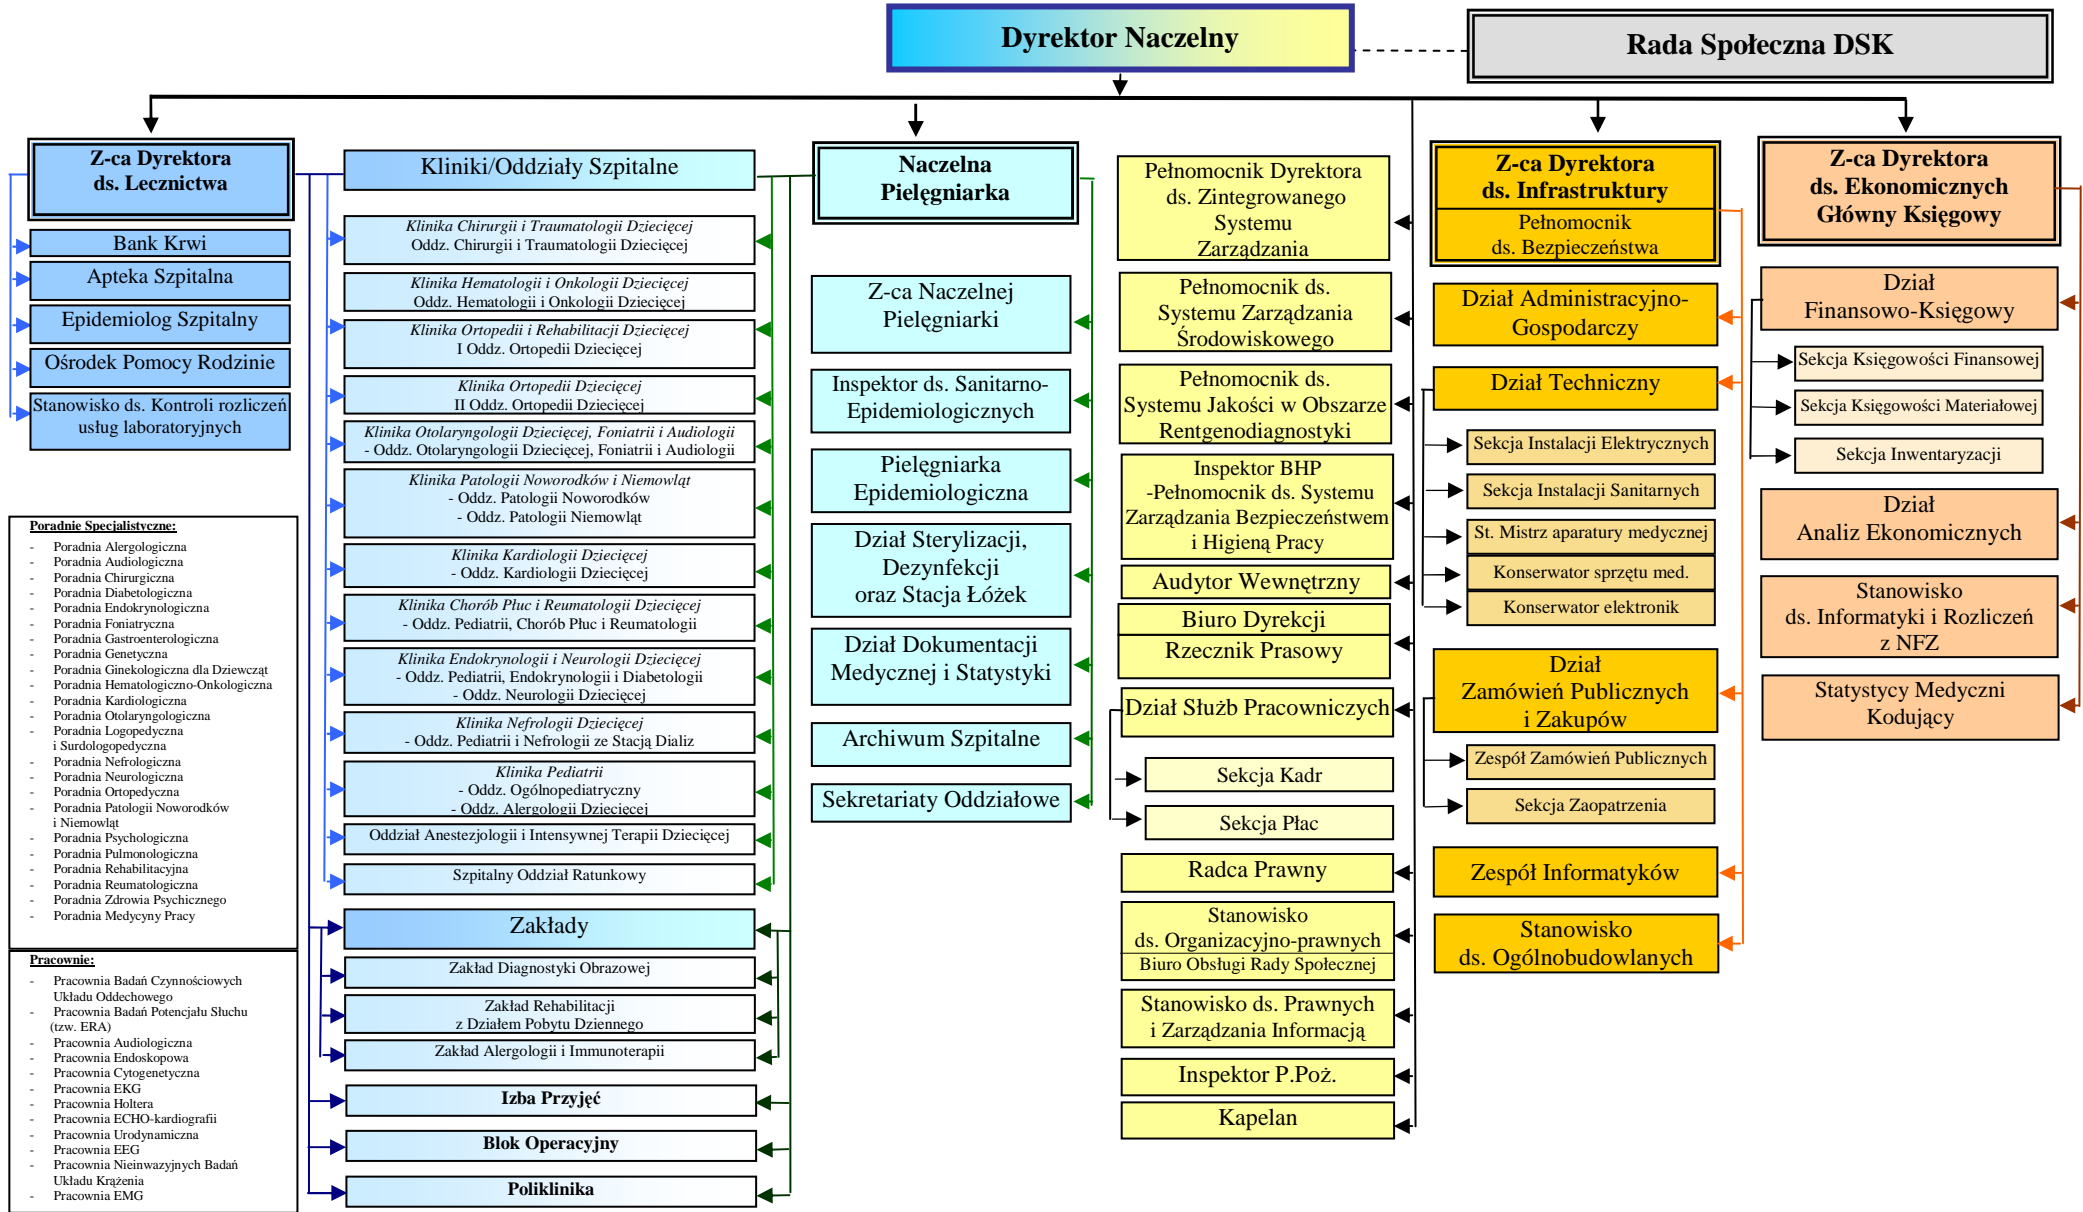 Dyrektor Naczelny
Rada Społeczna DSK
Z-ca Dyrektora
ds. Lecznictwa
Bank Krwi
Apteka Szpitalna
Epidemiolog Szpitalny
Ośrodek Pomocy Rodzinie
Stanowisko ds. Kontroli rozliczeń
usług laboratoryjnych
Poradnie Specjalistyczne:
- Poradnia Alergologiczna
- Poradnia Audiologiczna
- Poradnia Chirurgiczna
- Poradnia Diabetologiczna
- Poradnia Endokrynologiczna
- Poradnia Foniatryczna
- Poradnia Gastroenterologiczna
- Poradnia Genetyczna
- Poradnia Ginekologiczna dla Dziewcząt
- Poradnia Hematologiczno-Onkologiczna
- Poradnia Kardiologiczna
- Poradnia Otolaryngologiczna
- Poradnia Logopedyczna
i Surdologopedyczna
- Poradnia Nefrologiczna
- Poradnia Neurologiczna
- Poradnia Ortopedyczna
- Poradnia Patologii Noworodków
i Niemowląt
- Poradnia Psychologiczna
- Poradnia Pulmonologiczna
- Poradnia Rehabilitacyjna
- Poradnia Reumatologiczna
- Poradnia Zdrowia Psychicznego
- Poradnia Medycyny Pracy
Pracownie:
- Pracownia Badań Czynnościowych
Układu Oddechowego
- Pracownia Badań Potencjału Słuchu
(tzw. ERA)
- Pracownia Audiologiczna
- Pracownia Endoskopowa
- Pracownia Cytogenetyczna
- Pracownia EKG
- Pracownia Holtera
- Pracownia ECHO-kardiografii
- Pracownia Urodynamiczna
- Pracownia EEG
- Pracownia Nieinwazyjnych Badań
Układu Krążenia
- Pracownia EMG
Kliniki/Oddziały Szpitalne
Klinika Chirurgii i Traumatologii Dziecięcej
Oddz. Chirurgii i Traumatologii Dziecięcej
Klinika Hematologii i Onkologii Dziecięcej
Oddz. Hematologii i Onkologii Dziecięcej
Klinika Ortopedii i Rehabilitacji Dziecięcej
I Oddz. Ortopedii Dziecięcej
Klinika Ortopedii Dziecięcej
II Oddz. Ortopedii Dziecięcej
Klinika Otolaryngologii Dziecięcej, Foniatrii i Audiologii
- Oddz. Otolaryngologii Dziecięcej, Foniatrii i Audiologii
Klinika Patologii Noworodków i Niemowląt
- Oddz. Patologii Noworodków
- Oddz. Patologii Niemowląt
Klinika Kardiologii Dziecięcej
- Oddz. Kardiologii Dziecięcej
Klinika Chorób Płuc i Reumatologii Dziecięcej
- Oddz. Pediatrii, Chorób Płuc i Reumatologii
Klinika Endokrynologii i Neurologii Dziecięcej
- Oddz. Pediatrii, Endokrynologii i Diabetologii
- Oddz. Neurologii Dziecięcej
Klinika Nefrologii Dziecięcej
- Oddz. Pediatrii i Nefrologii ze Stacją Dializ
Klinika Pediatrii
- Oddz. Ogólnopediatryczny
- Oddz. Alergologii Dziecięcej
Oddział Anestezjologii i Intensywnej Terapii Dziecięcej
Szpitalny Oddział Ratunkowy
Zakłady
Zakład Diagnostyki Obrazowej
Zakład Rehabilitacji
z Działem Pobytu Dziennego
Zakład Alergologii i Immunoterapii
Izba Przyjęć
Blok Operacyjny
Poliklinika
Naczelna
Pielęgniarka
Z-ca Naczelnej
Pielęgniarki
Inspektor ds. Sanitarno-
Epidemiologicznych
Pielęgniarka
Epidemiologiczna
Dział Sterylizacji,
Dezynfekcji
oraz Stacja Łóżek
Dział Dokumentacji
Medycznej i Statystyki
Archiwum Szpitalne
Sekretariaty Oddziałowe
Pełnomocnik Dyrektora
ds. Zintegrowanego
Systemu
Zarządzania
Pełnomocnik ds.
Systemu Zarządzania
Środowiskowego
Pełnomocnik ds.
Systemu Jakości w Obszarze
Rentgenodiagnostyki
Inspektor BHP
-Pełnomocnik ds. Systemu
Zarządzania Bezpieczeństwem
i Higieną Pracy
Audytor Wewnętrzny
Biuro Dyrekcji
Rzecznik Prasowy
Dział Służb Pracowniczych
Sekcja Kadr
Sekcja Płac
Radca Prawny
Stanowisko
ds. Organizacyjno-prawnych
Biuro Obsługi Rady Społecznej
Stanowisko ds. Prawnych
i Zarządzania Informacją
Inspektor P.Poż.
Kapelan
Z-ca Dyrektora
ds. Infrastruktury
Pełnomocnik
ds. Bezpieczeństwa
Dział Administracyjno-
Gospodarczy
Dział Techniczny
Sekcja Instalacji Elektrycznych
Sekcja Instalacji Sanitarnych
St. Mistrz aparatury medycznej
Konserwator sprzętu med.
Konserwator elektronik
Dział
Zamówień Publicznych
i Zakupów
Zespół Zamówień Publicznych
Sekcja Zaopatrzenia
Zespół Informatyków
Stanowisko
ds. Ogólnobudowlanych
Z-ca Dyrektora
ds. Ekonomicznych
Główny Księgowy
Dział
Finansowo-Księgowy
Sekcja Księgowości Finansowej
Sekcja Księgowości Materiałowej
Sekcja Inwentaryzacji
Dział
Analiz Ekonomicznych
Stanowisko
ds. Informatyki i Rozliczeń
z NFZ
Statystycy Medyczni
Kodujący